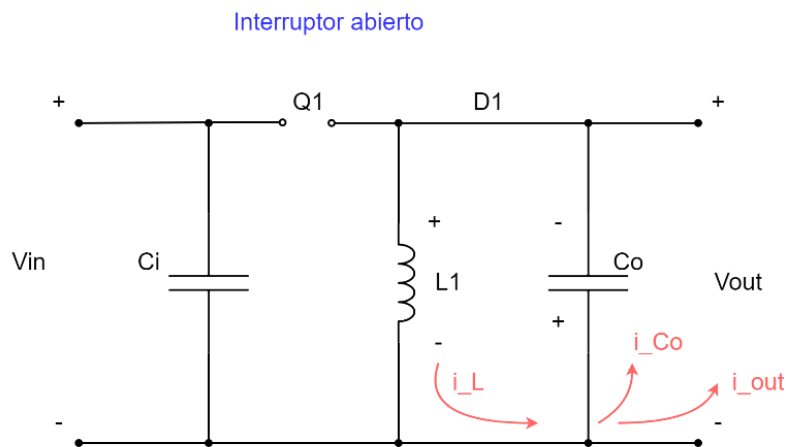 Interruptor abierto
+ Q1 D1 +
+ -
Vin Ci L1 Co Vout
- +
i_Co
i_L i_out
- -